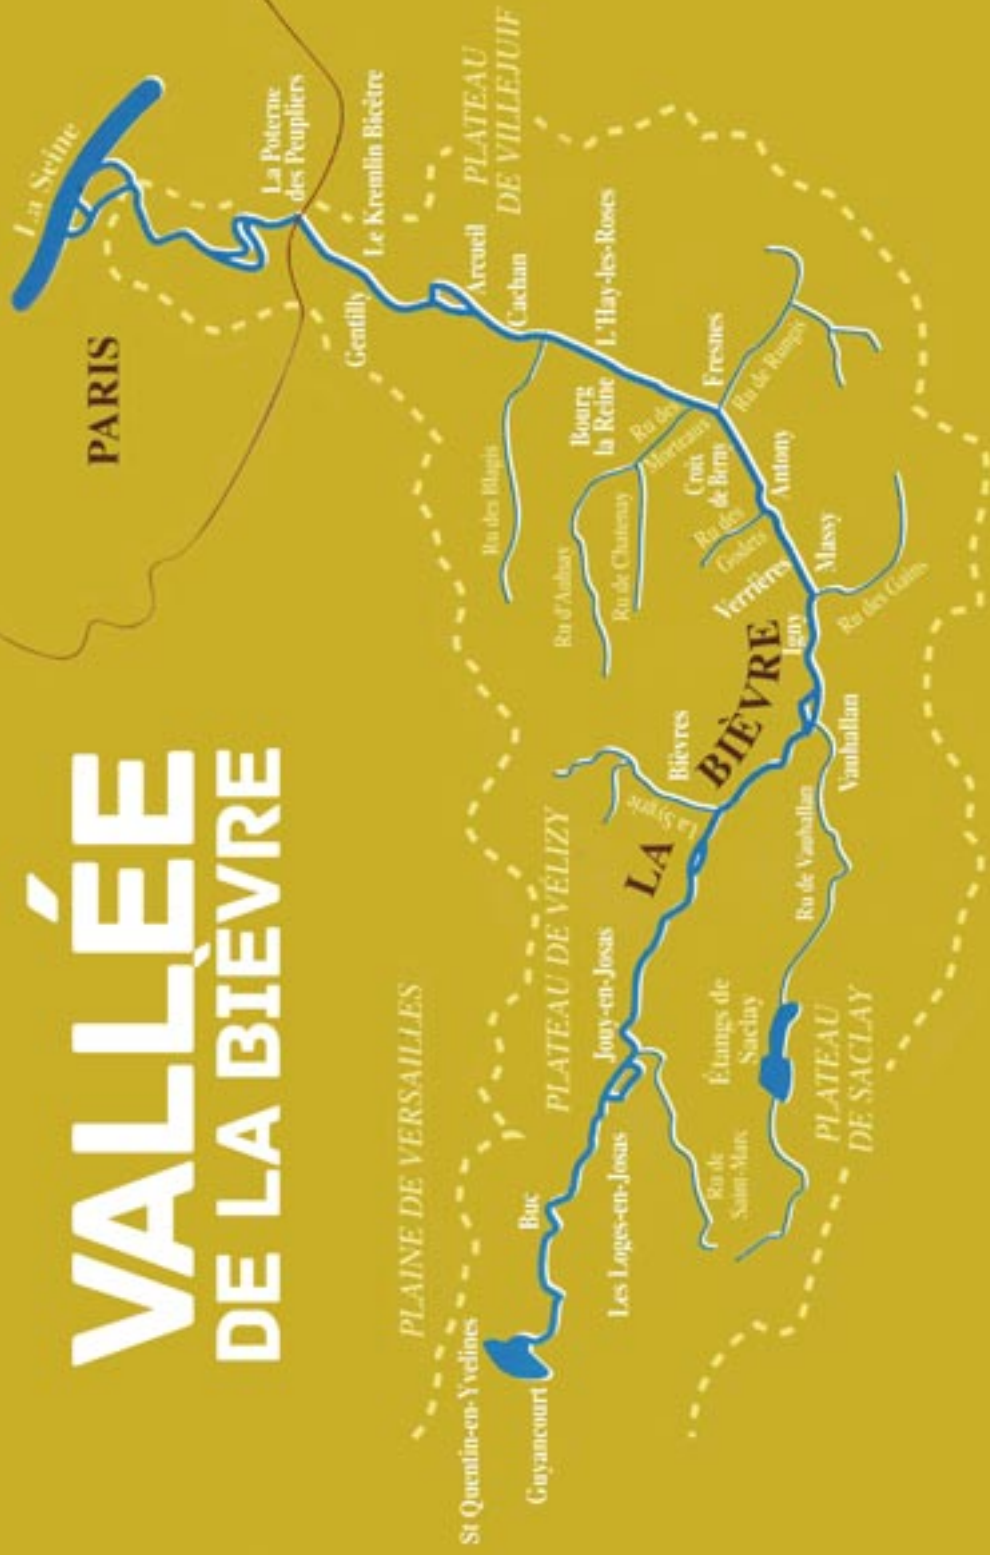 VALLÉE
DE LA BIÈVRE
PARIS
La Seine
La Poterne
des Peupliers
Le Kremlin Bicètre
PLATEAU
DE VILLEJUIF
Gentilly
Arcueil
Cachan
L'Hay-les-Roses
Bourg
la Reine
Ru des Blagis
Ru des
Morteaux
Fresnes
Ru de Rungis
Croix
de Berny
Antony
Ru d'Aulnay
Ru de Chatenay
Ru des
Godets
Verrières
Massy
Ru des Gains
Igny
LA BIÈVRE
Bièvres
La Sygrie
Vauhallan
Ru de Vauhallan
PLAINE DE VERSAILLES
PLATEAU DE VÉLIZY
Jouy-en-Josas
Étangs de
Saclay
PLATEAU
DE SACLAY
Ru de
Saint-Marc
Les Loges-en-Josas
Buc
St Quentin-en-Yvelines
Guyancourt